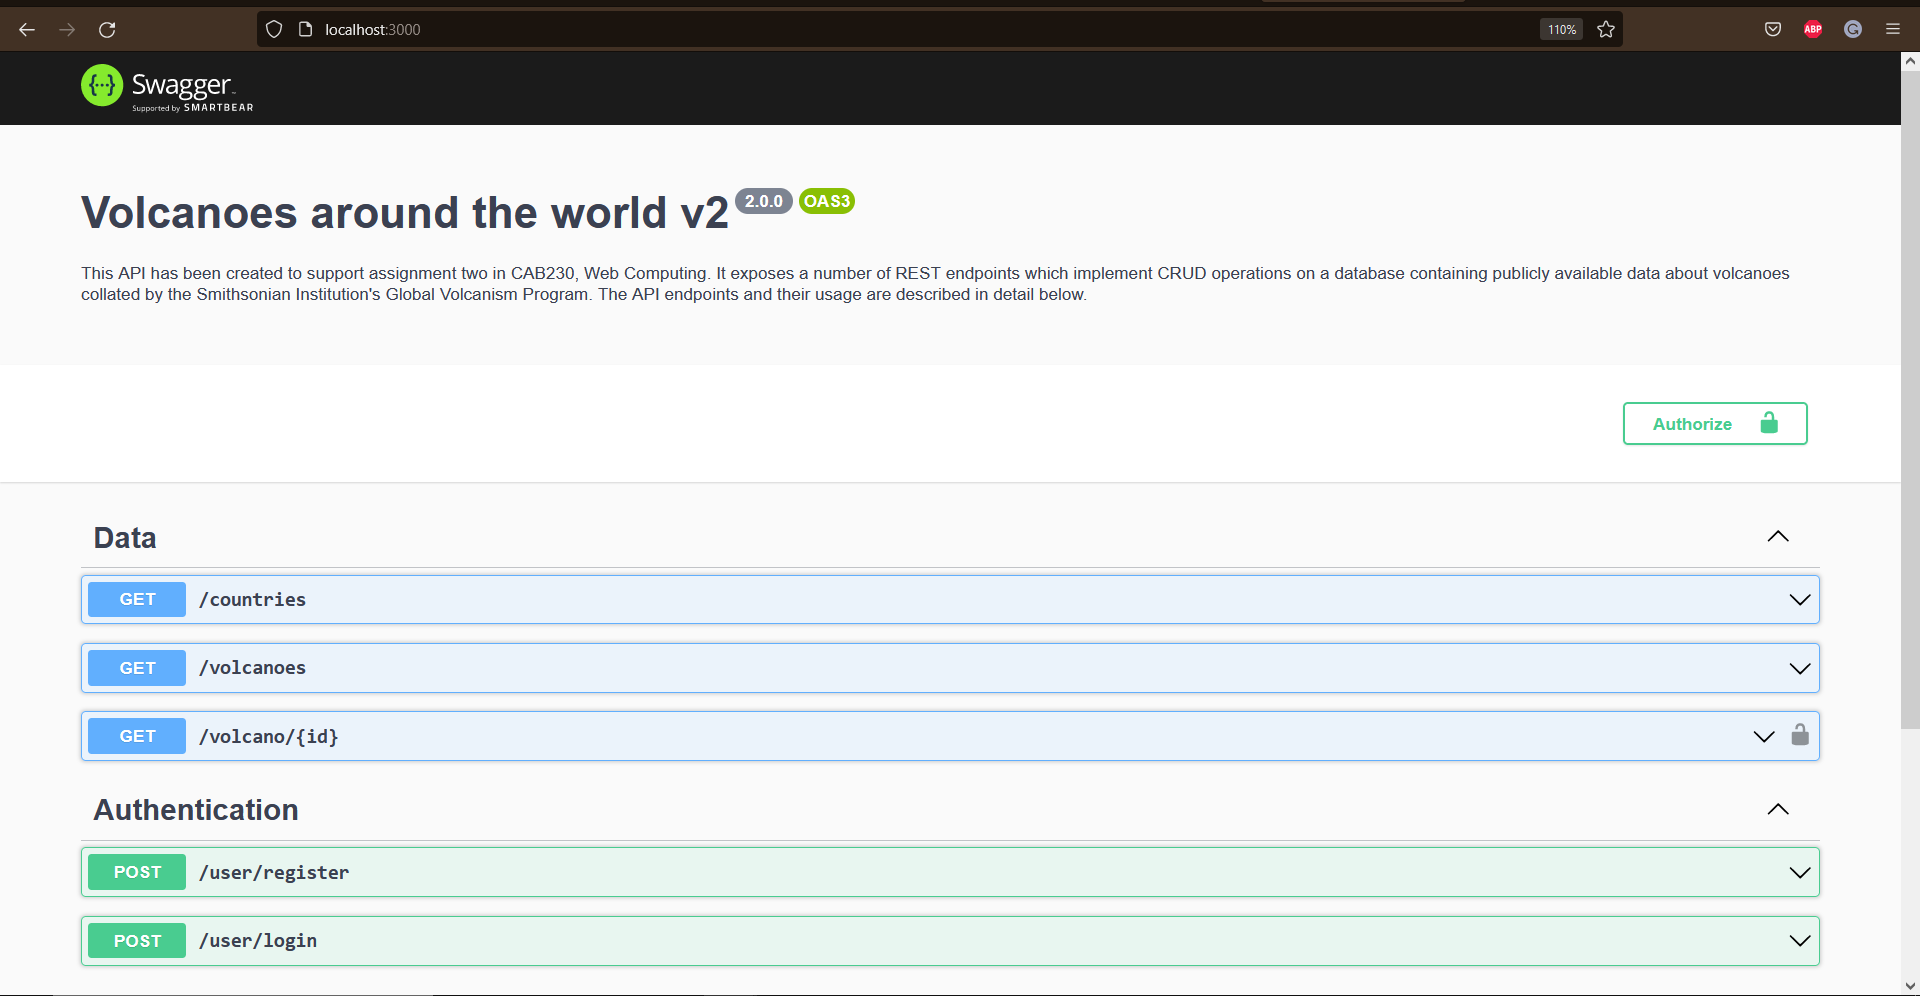 localhost:3000
110%
ABP
G
{···}
Swagger
Supported by SMARTBEAR
Volcanoes around the world v2 2.0.0 OAS3
This API has been created to support assignment two in CAB230, Web Computing. It exposes a number of REST endpoints which implement CRUD operations on a database containing publicly available data about volcanoes
collated by the Smithsonian Institution's Global Volcanism Program. The API endpoints and their usage are described in detail below.
Authorize
Data
GET /countries
GET /volcanoes
GET /volcano/{id}
Authentication
POST /user/register
POST /user/login